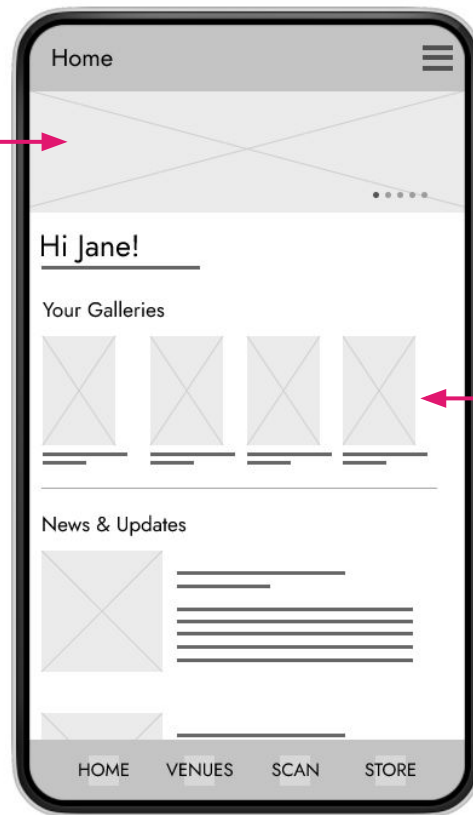 Home
Hi Jane!
Your Galleries
News & Updates
HOME VENUES SCAN STORE